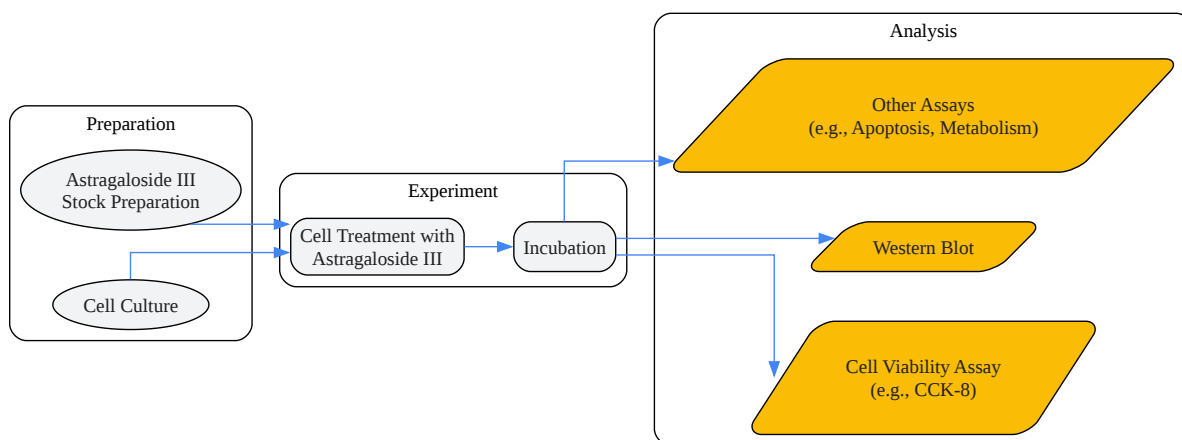 Preparation
Astragaloside III
Stock Preparation
Cell Culture
Experiment
Cell Treatment with
Astragaloside III
Incubation
Analysis
Other Assays
(e.g., Apoptosis, Metabolism)
Western Blot
Cell Viability Assay
(e.g., CCK-8)